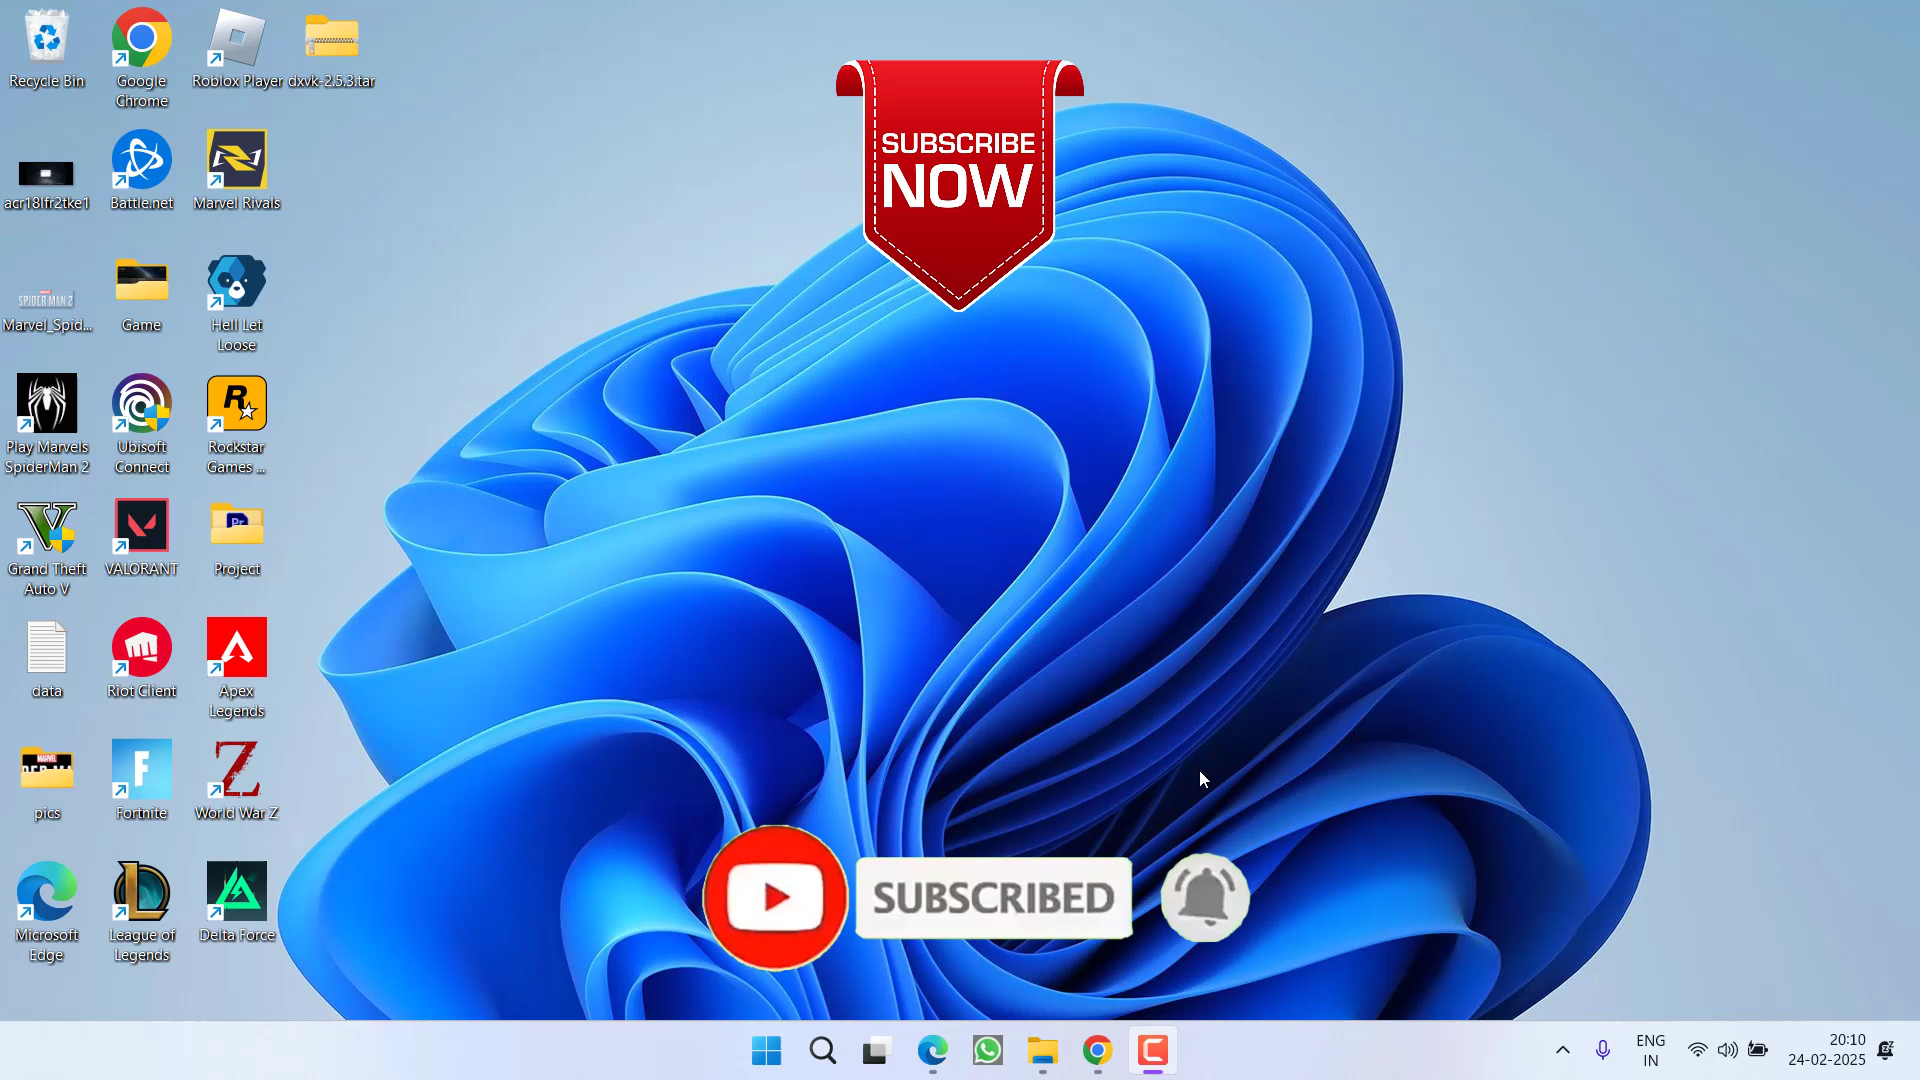 Recycle Bin
Google
Chrome
Roblox Player
dxvk-2.5.3.tar
acr18lfr2tke1
Battle.net
Marvel Rivals
SPIDER-MAN 2
Marvel_Spid...
Game
Hell Let
Loose
Play Marvels
SpiderMan 2
Ubisoft
Connect
R
Rockstar
Games ...
V
Grand Theft
Auto V
VALORANT
Pr
Project
data
Riot Client
Apex
Legends
MARVEL
pics
F
Fortnite
Z
World War Z
Microsoft
Edge
L
League of
Legends
Delta Force
SUBSCRIBE
NOW
SUBSCRIBED
ENG
IN
20:10
24-02-2025